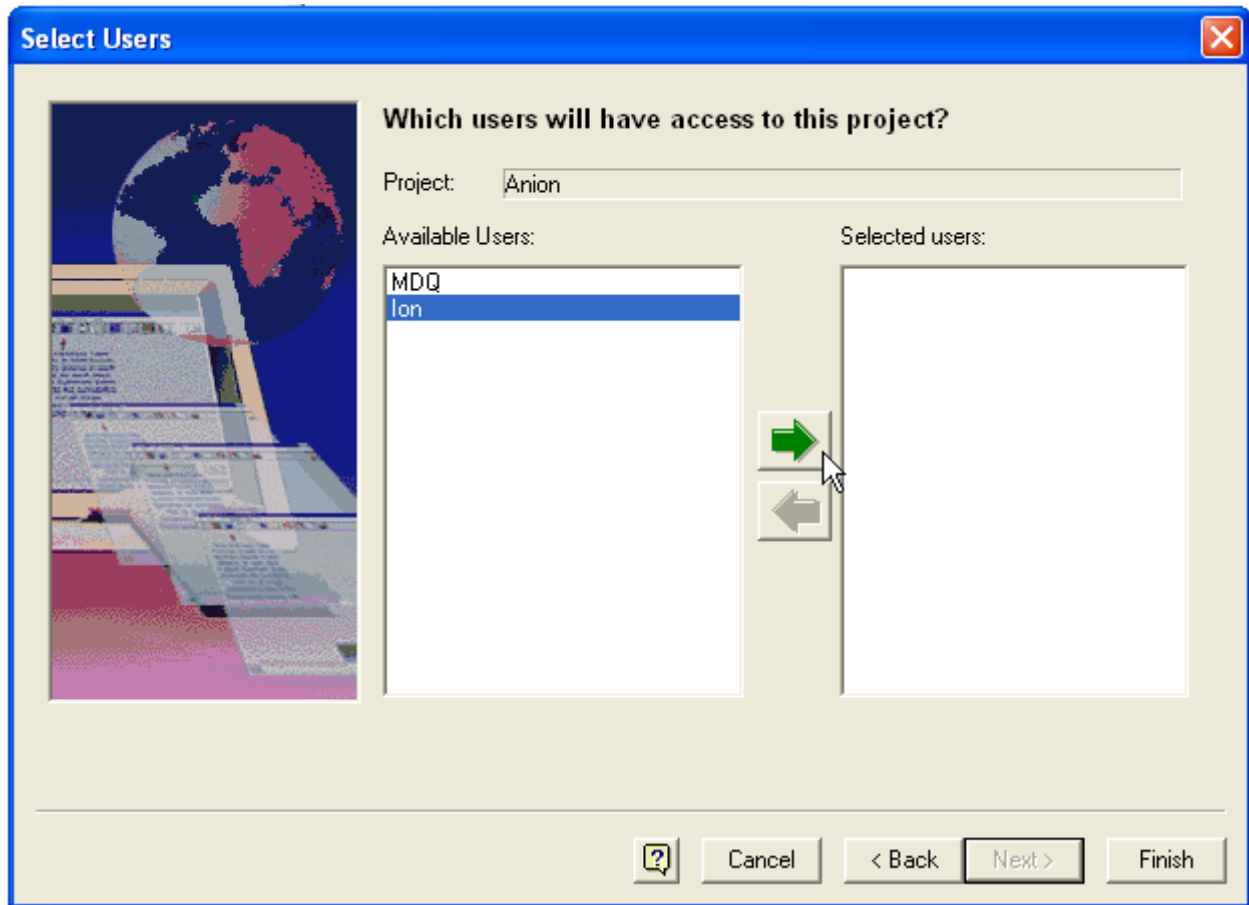 Select Users
Which users will have access to this project?
Project: Anion
Available Users: Selected users:
MDQ
Ion
Cancel < Back Next > Finish